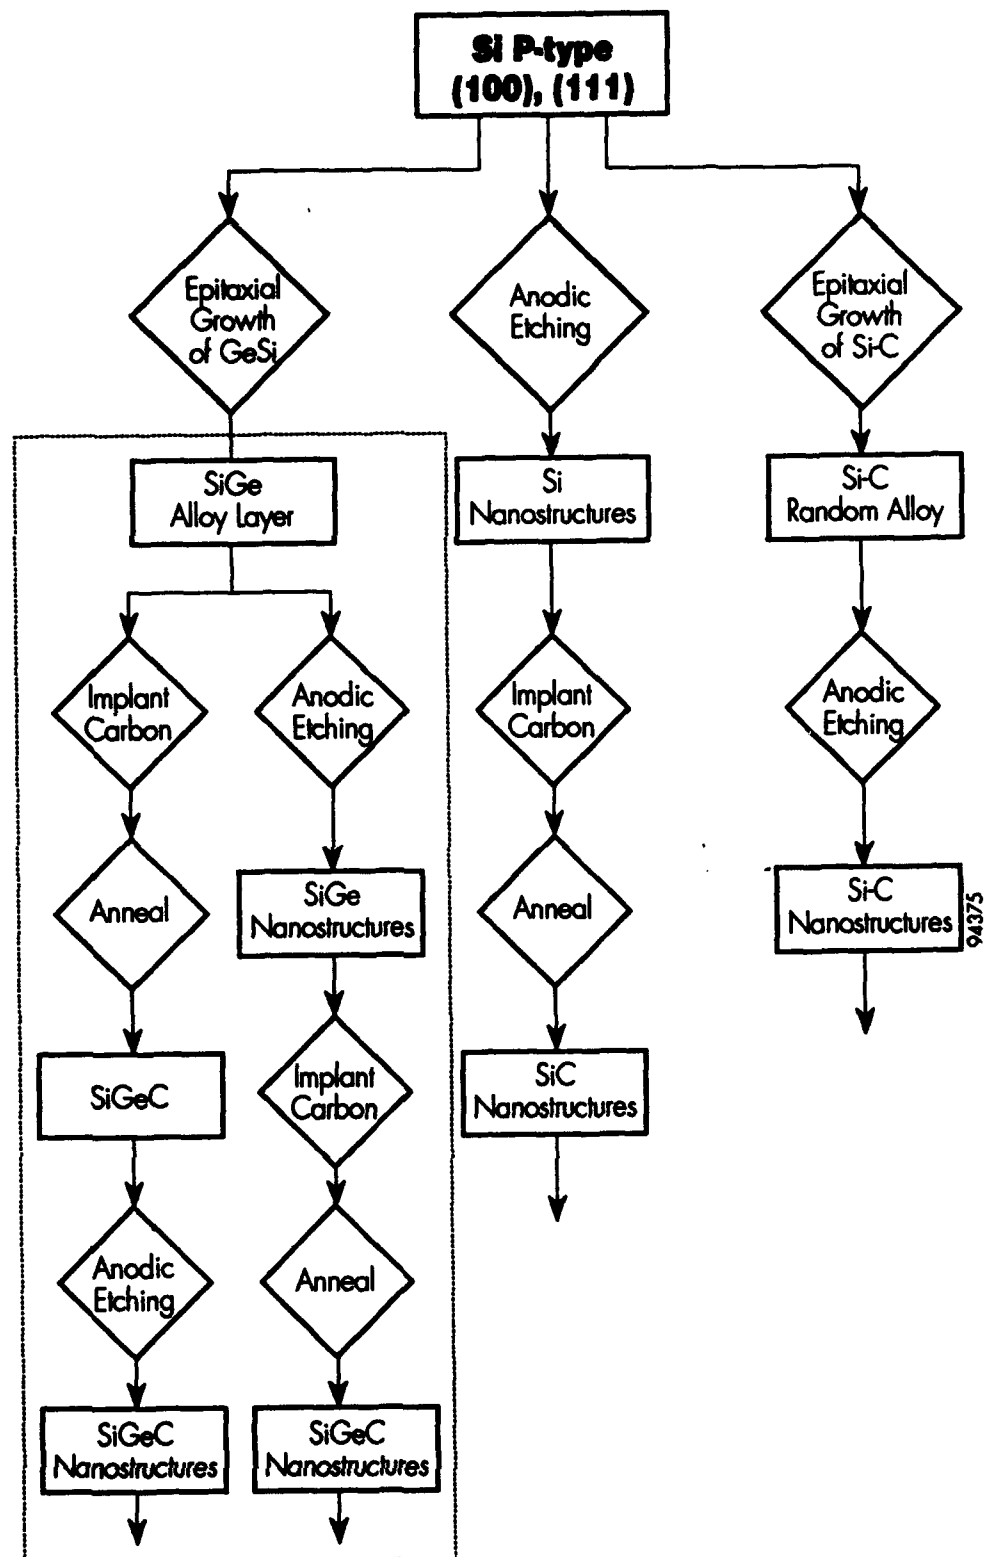 Si P-type
(100), (111)
Epitaxial
Growth
of GeSi
Anodic
Etching
Epitaxial
Growth
of Si-C
SiGe
Alloy Layer
Si
Nanostructures
Si-C
Random Alloy
Implant
Carbon
Anodic
Etching
Implant
Carbon
Anodic
Etching
Anneal
SiGe
Nanostructures
Anneal
Si-C
Nanostructures
94375
SiGeC
Implant
Carbon
SiC
Nanostructures
Anodic
Etching
Anneal
SiGeC
Nanostructures
SiGeC
Nanostructures